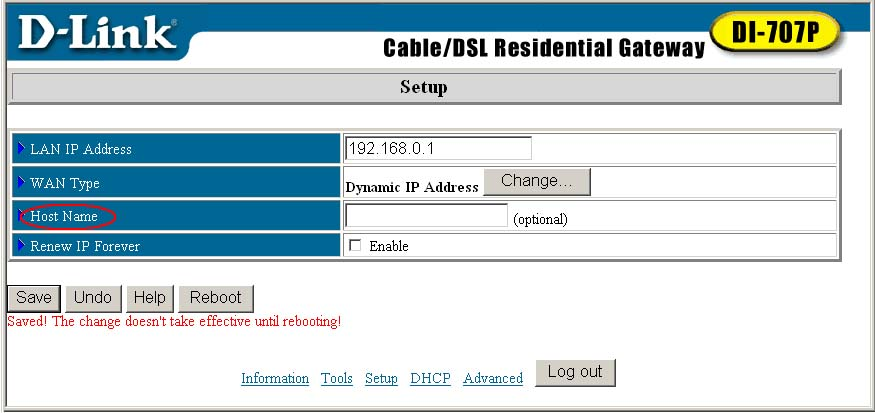 D-Link
Cable/DSL Residential Gateway DI-707P
Setup
LAN IP Address 192.168.0.1
WAN Type Dynamic IP Address Change...
Host Name (optional)
Renew IP Forever Enable
Save Undo Help Reboot
Saved! The change doesn't take effective until rebooting!
Information Tools Setup DHCP Advanced Log out